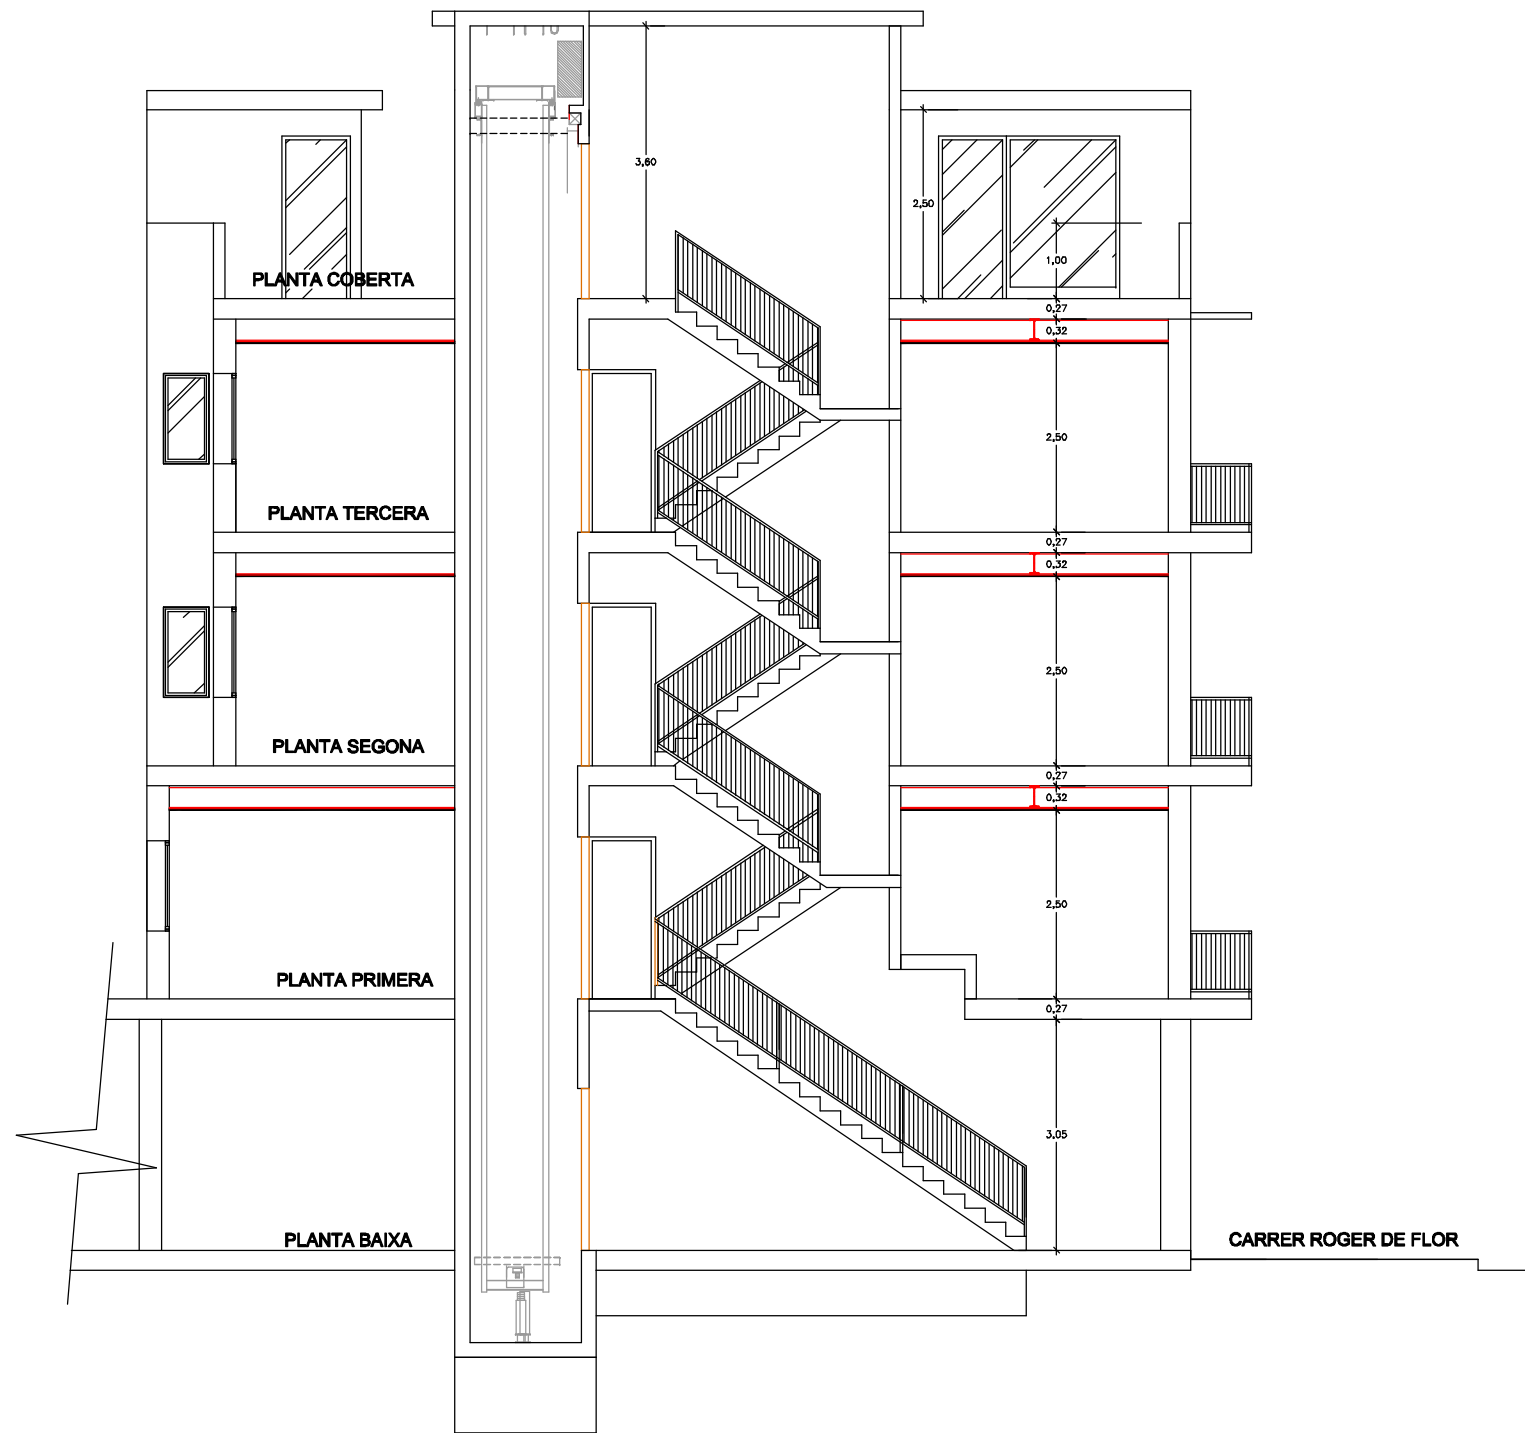 3,60
2,50
1,00
PLANTA COBERTA
0,27
0,32
2,50
PLANTA TERCERA
0,27
0,32
2,50
PLANTA SEGONA
0,27
0,32
2,50
PLANTA PRIMERA
0,27
3,05
PLANTA BAIXA
CARRER ROGER DE FLOR